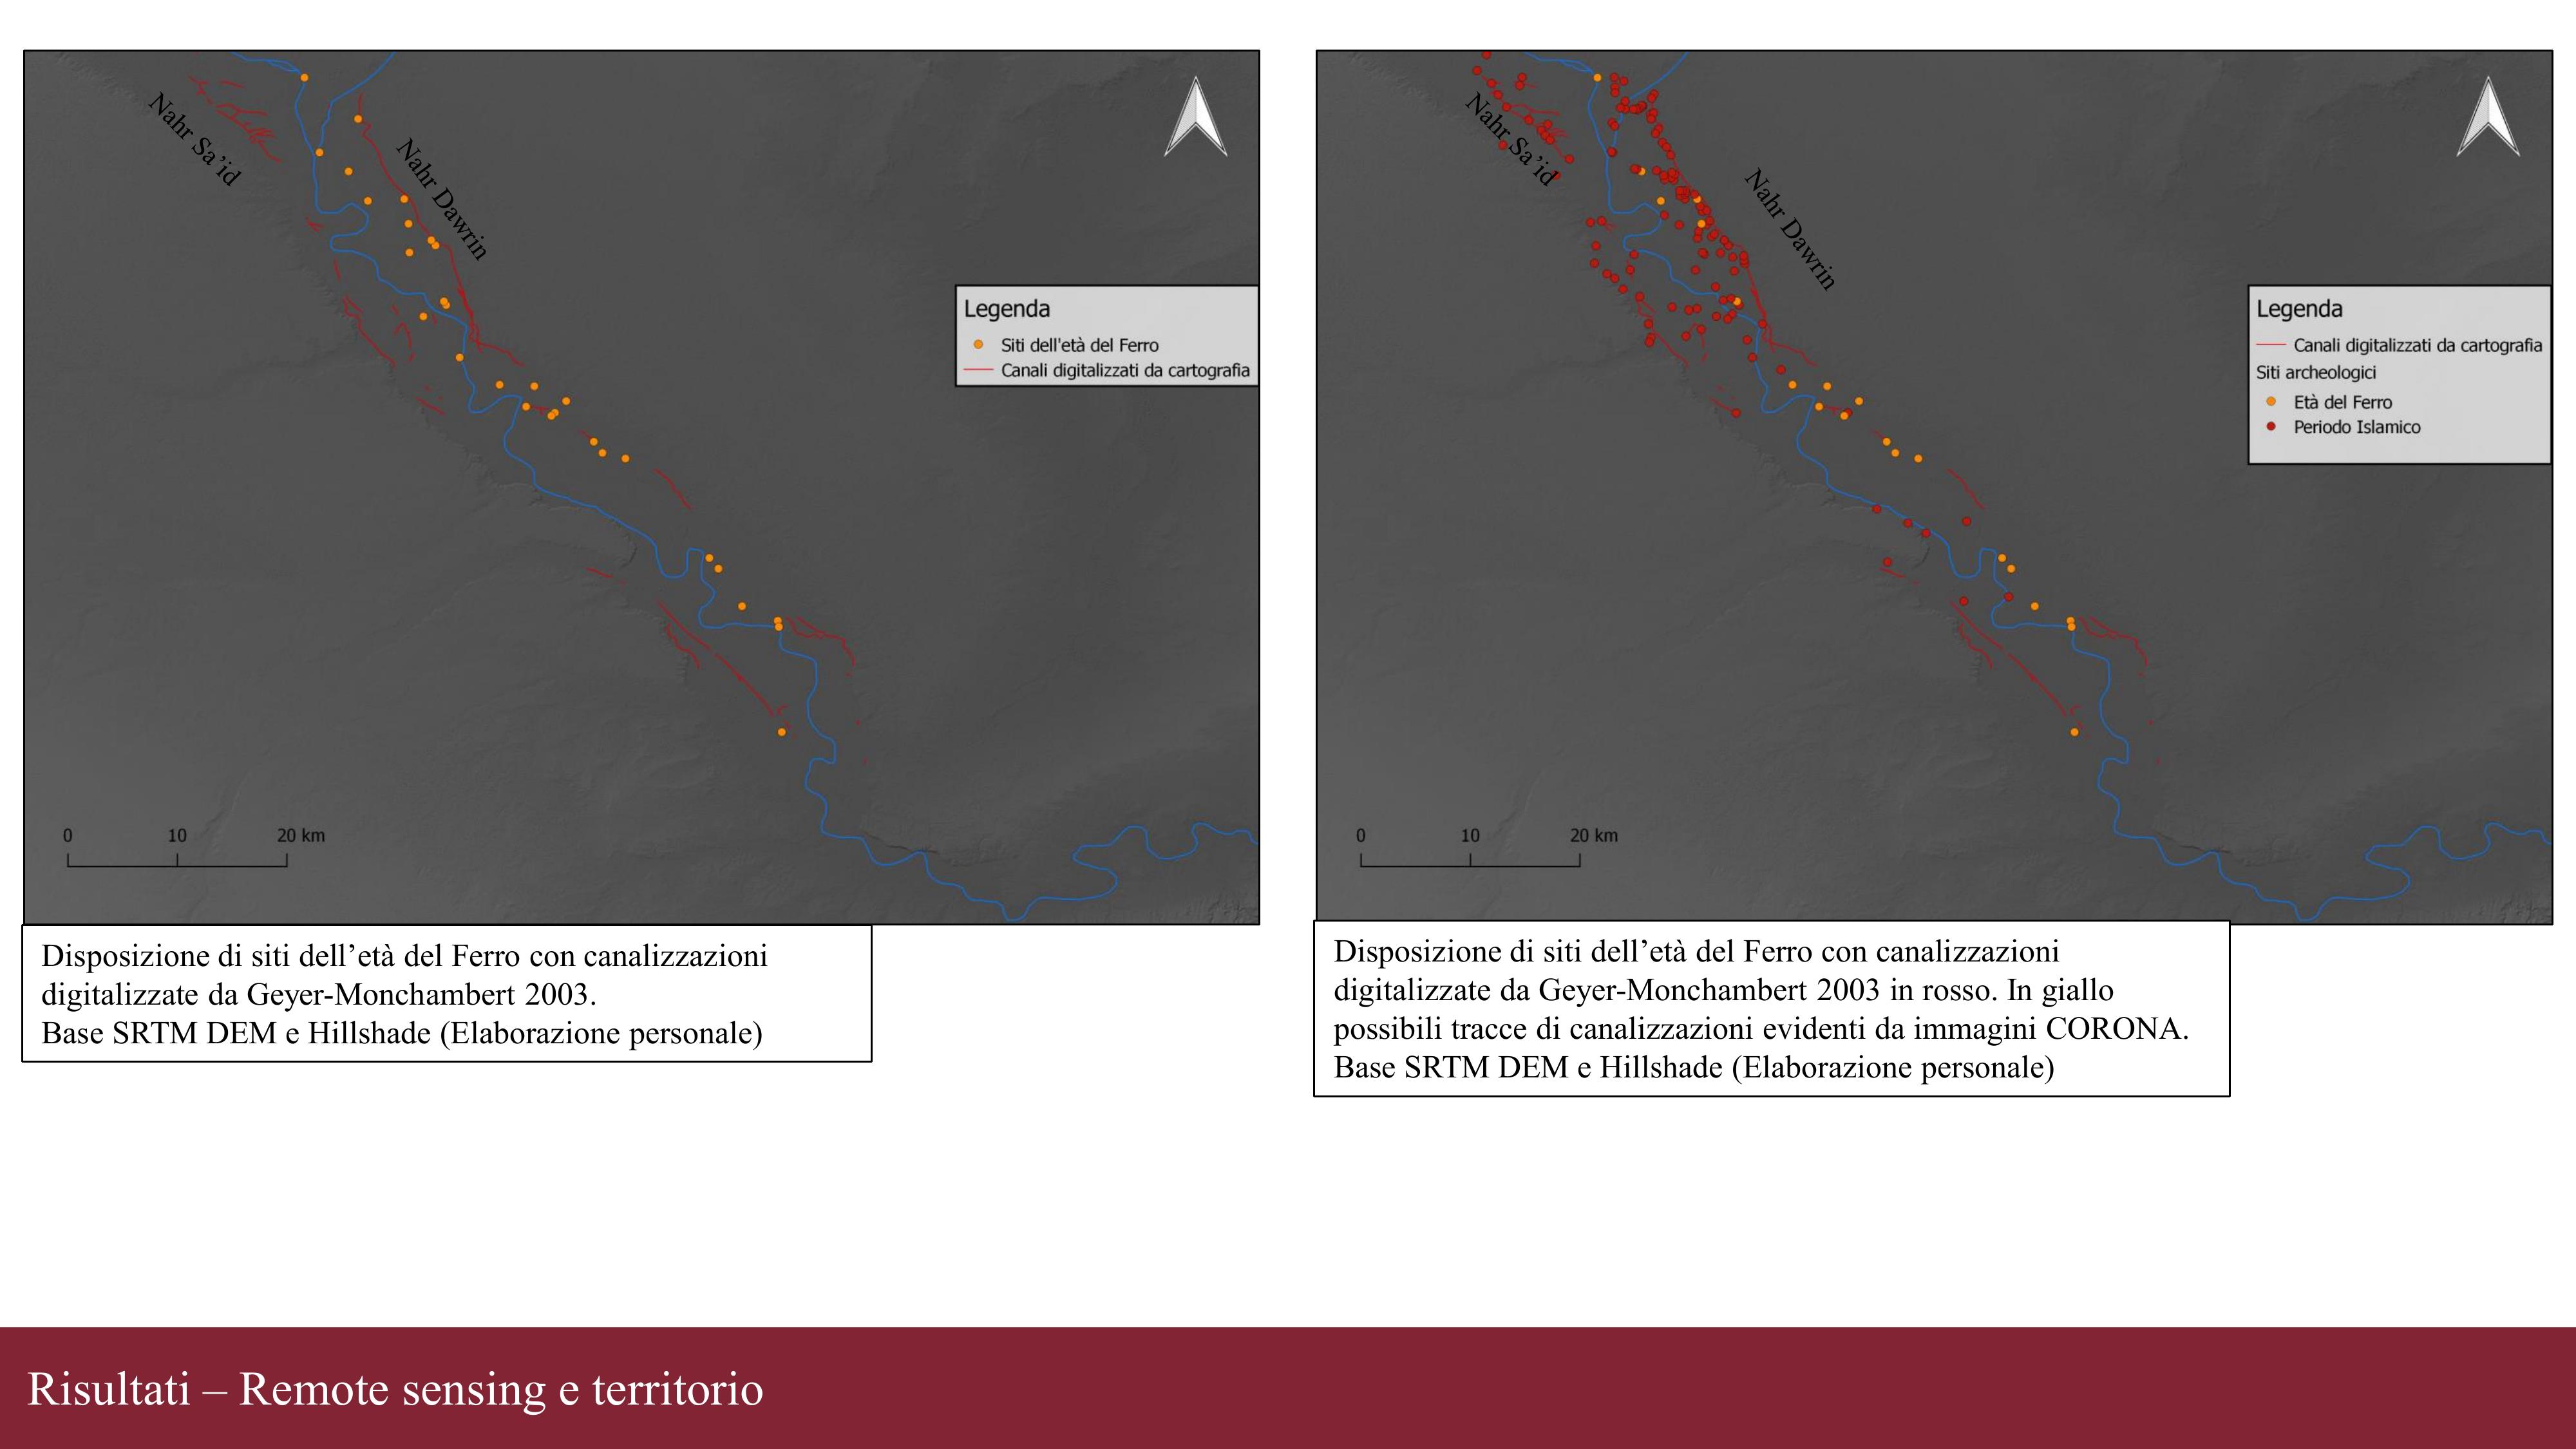 Nahr Sa’id
Nahr Dawrin
Legenda
Siti dell'età del Ferro
Canali digitalizzati da cartografia
0 10 20 km
Disposizione di siti dell’età del Ferro con canalizzazioni
digitalizzate da Geyer-Monchambert 2003.
Base SRTM DEM e Hillshade (Elaborazione personale)
Nahr Sa’id
Nahr Dawrin
Legenda
Canali digitalizzati da cartografia
Siti archeologici
Età del Ferro
Periodo Islamico
0 10 20 km
Disposizione di siti dell’età del Ferro con canalizzazioni
digitalizzate da Geyer-Monchambert 2003 in rosso. In giallo
possibili tracce di canalizzazioni evidenti da immagini CORONA.
Base SRTM DEM e Hillshade (Elaborazione personale)
Risultati – Remote sensing e territorio